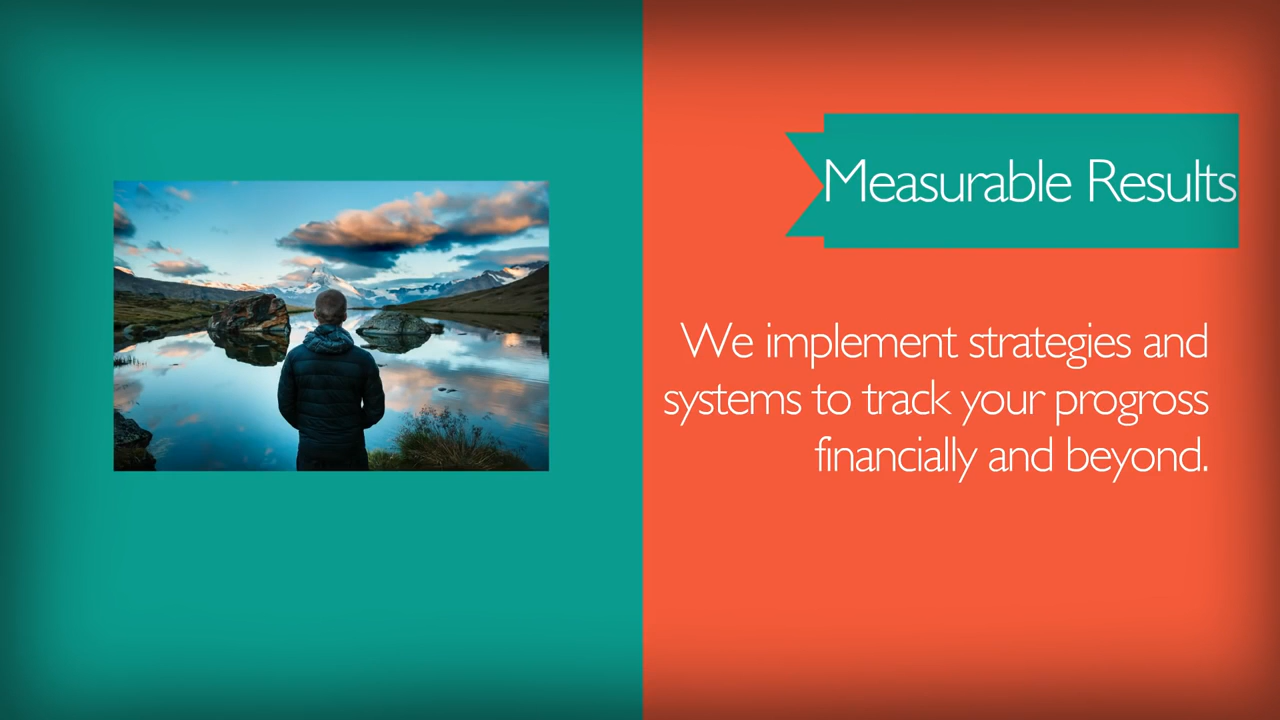 Measurable Results
We implement strategies and
systems to track your progross
financially and beyond.